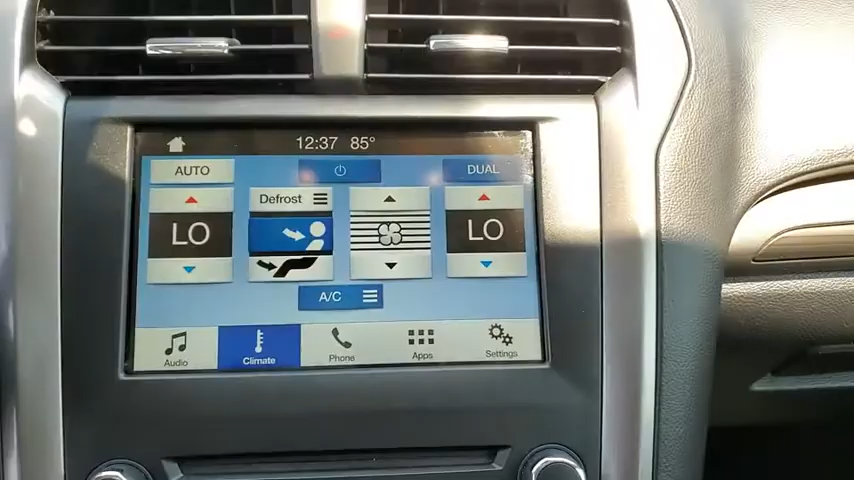 12:37 85°
AUTO
DUAL
Defrost
LO
LO
A/C
Audio
Climate
Phone
Apps
Settings